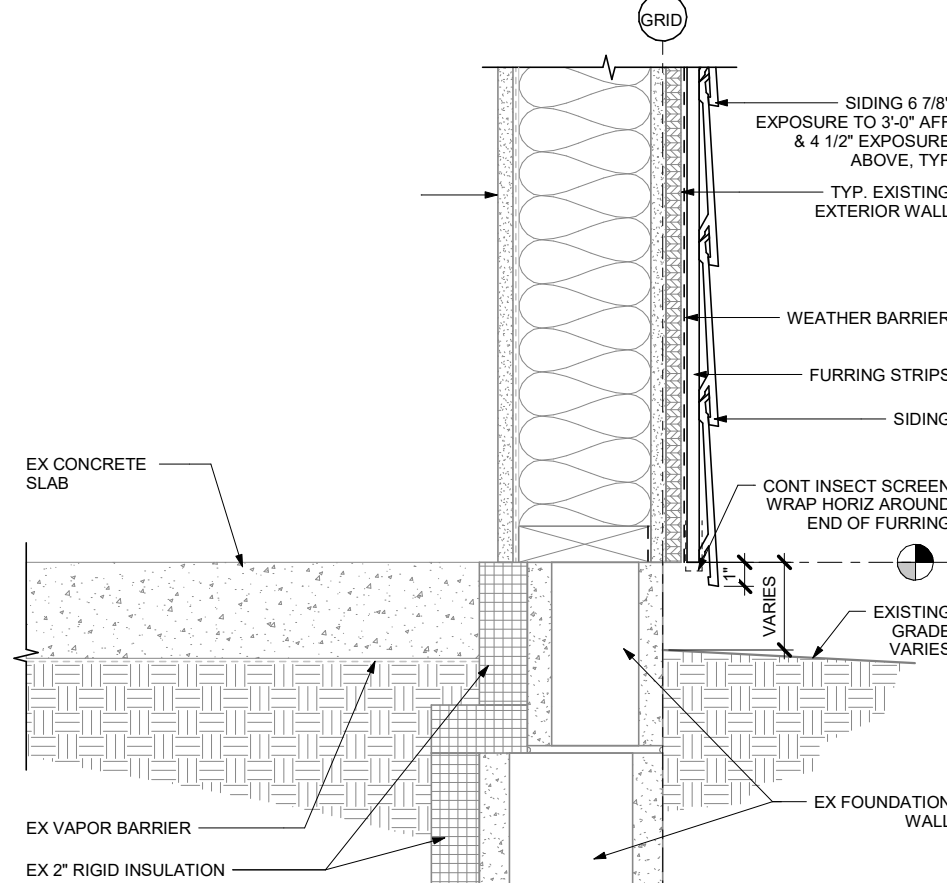 GRID
SIDING 6 7/8"
EXPOSURE TO 3'-0" AFF
& 4 1/2" EXPOSURE
ABOVE, TYP
TYP. EXISTING
EXTERIOR WALL
WEATHER BARRIER
FURRING STRIPS
SIDING
EX CONCRETE
SLAB
CONT INSECT SCREEN
WRAP HORIZ AROUND
END OF FURRING
1"
VARIES
EXISTING
GRADE
VARIES
EX VAPOR BARRIER
EX FOUNDATION
WALL
EX 2" RIGID INSULATION